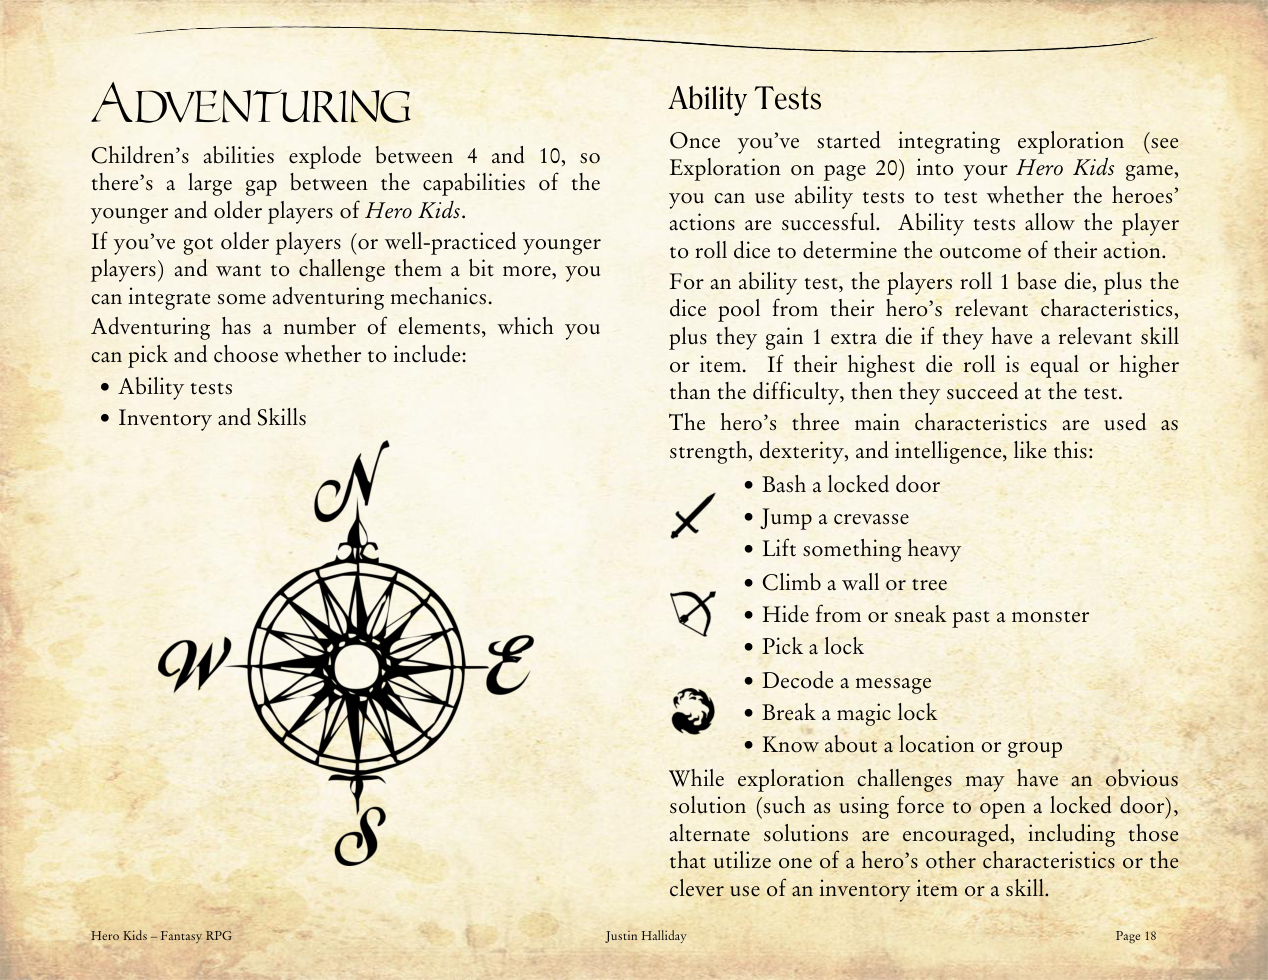 ADVENTURING
Children's abilities explode between 4 and 10, so
there's a large gap between the capabilities of the
younger and older players of Hero Kids.
If you've got older players (or well-practiced younger
players) and want to challenge them a bit more, you
can integrate some adventuring mechanics.
Adventuring has a number of elements, which you
can pick and choose whether to include:
• Ability tests
• Inventory and Skills
N
W
E
S
Ability Tests
Once you've started integrating exploration (see
Exploration on page 20) into your Hero Kids game,
you can use ability tests to test whether the heroes'
actions are successful. Ability tests allow the player
to roll dice to determine the outcome of their action.
For an ability test, the players roll 1 base die, plus the
dice pool from their hero's relevant characteristics,
plus they gain 1 extra die if they have a relevant skill
or item. If their highest die roll is equal or higher
than the difficulty, then they succeed at the test.
The hero's three main characteristics are used as
strength, dexterity, and intelligence, like this:
• Bash a locked door
• Jump a crevasse
• Lift something heavy
• Climb a wall or tree
• Hide from or sneak past a monster
• Pick a lock
• Decode a message
• Break a magic lock
• Know about a location or group
While exploration challenges may have an obvious
solution (such as using force to open a locked door),
alternate solutions are encouraged, including those
that utilize one of a hero's other characteristics or the
clever use of an inventory item or a skill.
Hero Kids – Fantasy RPG
Justin Halliday
Page 18